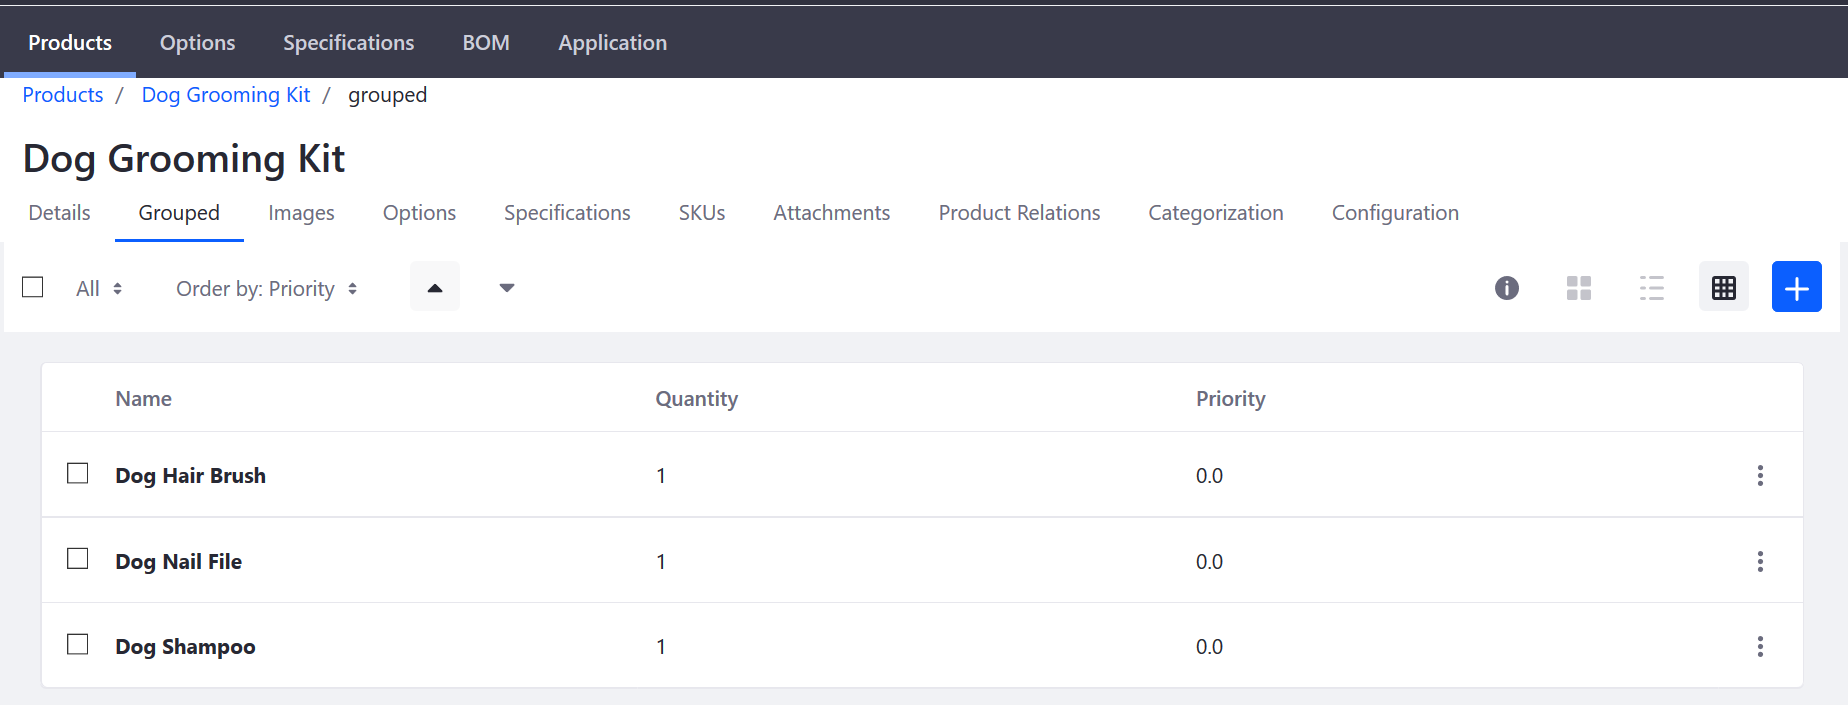 Products Options Specifications BOM Application
Products / Dog Grooming Kit / grouped
Dog Grooming Kit
Details Grouped Images Options Specifications SKUs Attachments Product Relations Categorization Configuration
All Order by: Priority
Name Quantity Priority
Dog Hair Brush 1 0.0
Dog Nail File 1 0.0
Dog Shampoo 1 0.0